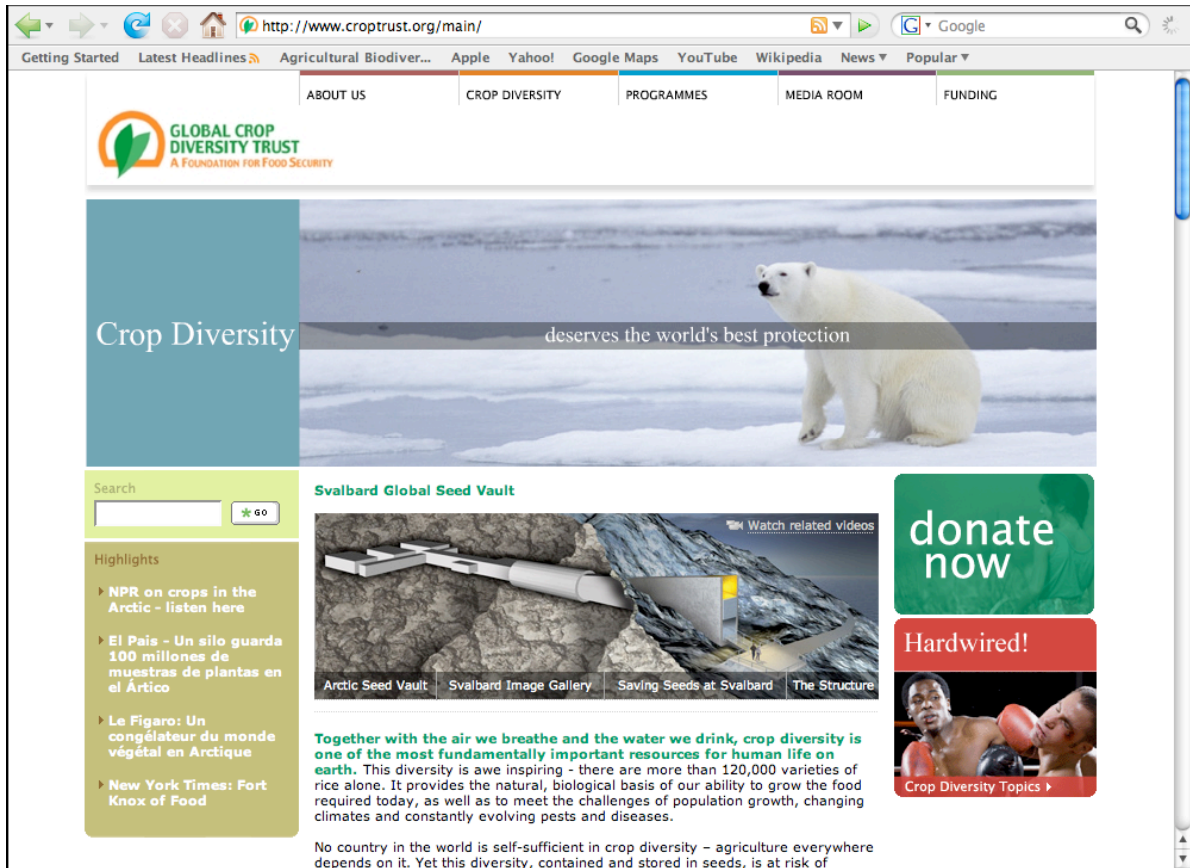 http://www.croptrust.org/main/
Google
Getting Started Latest Headlines Agricultural Biodiver... Apple Yahoo! Google Maps YouTube Wikipedia News Popular
ABOUT US CROP DIVERSITY PROGRAMMES MEDIA ROOM FUNDING
GLOBAL CROP
DIVERSITY TRUST
A FOUNDATION FOR FOOD SECURITY
Crop Diversity deserves the world's best protection
Search
GO
Highlights
NPR on crops in the
Arctic - listen here
El Pais - Un silo guarda
100 millones de
muestras de plantas en
el Ártico
Le Figaro: Un
congélateur du monde
végétal en Arctique
New York Times: Fort
Knox of Food
Svalbard Global Seed Vault
Watch related videos
Arctic Seed Vault Svalbard Image Gallery Saving Seeds at Svalbard The Structure
Together with the air we breathe and the water we drink, crop diversity is
one of the most fundamentally important resources for human life on
earth. This diversity is awe inspiring - there are more than 120,000 varieties of
rice alone. It provides the natural, biological basis of our ability to grow the food
required today, as well as to meet the challenges of population growth, changing
climates and constantly evolving pests and diseases.
No country in the world is self-sufficient in crop diversity – agriculture everywhere
depends on it. Yet this diversity, contained and stored in seeds, is at risk of
donate
now
Hardwired!
Crop Diversity Topics